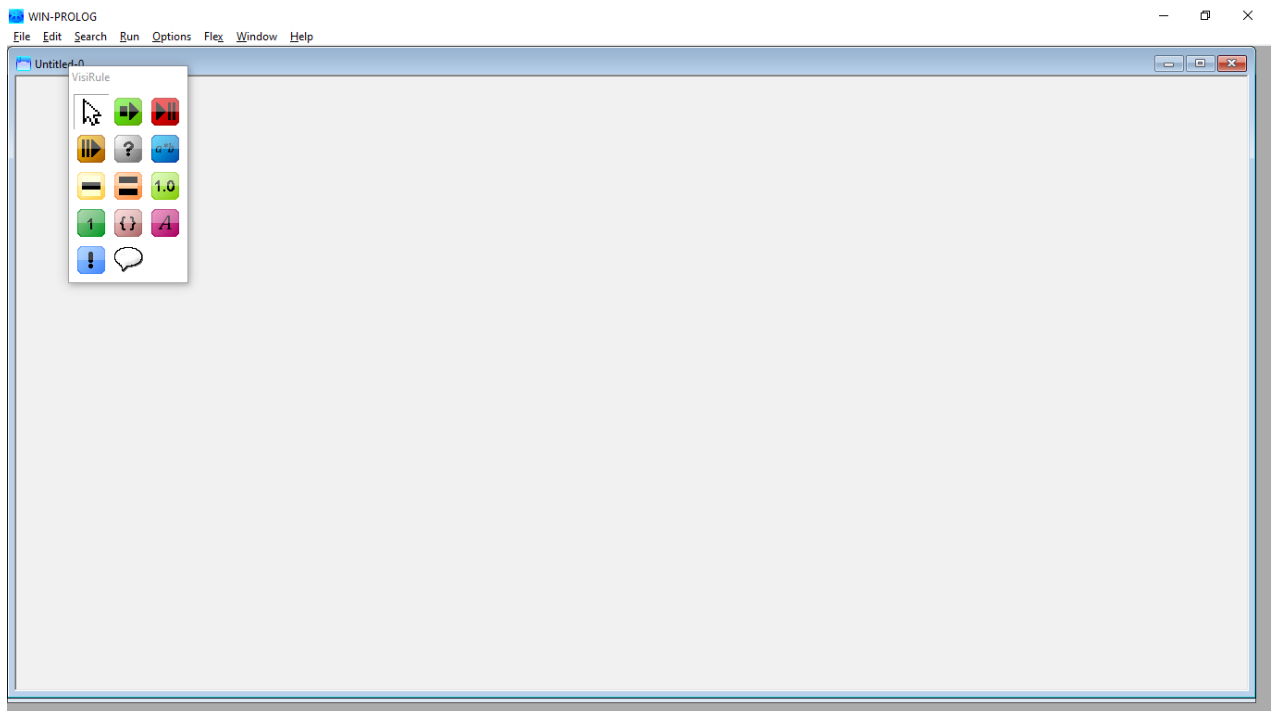 WIN-PROLOG
File Edit Search Run Options Flex Window Help
Untitled-0
VisiRule
?
a*b
1.0
1
{}
A
!